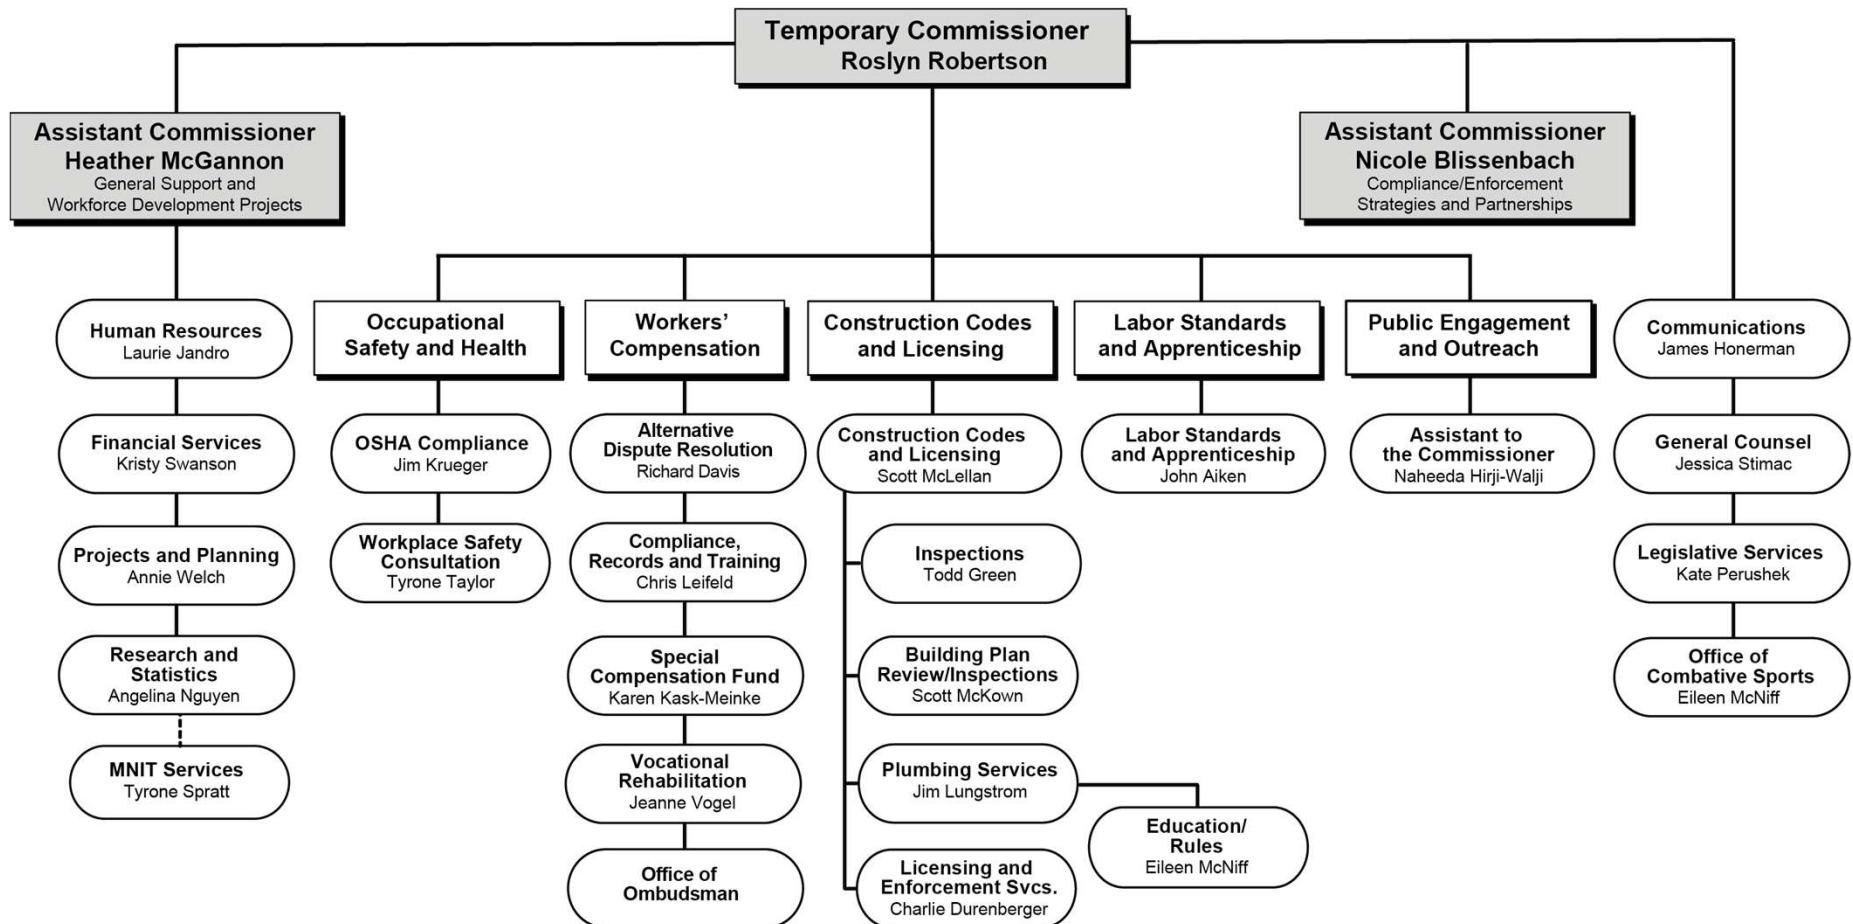 Temporary Commissioner
Roslyn Robertson
Assistant Commissioner
Heather McGannon
General Support and
Workforce Development Projects
Assistant Commissioner
Nicole Blissenbach
Compliance/Enforcement
Strategies and Partnerships
Human Resources
Laurie Jandro
Financial Services
Kristy Swanson
Projects and Planning
Annie Welch
Research and
Statistics
Angelina Nguyen
MNIT Services
Tyrone Spratt
Occupational
Safety and Health
OSHA Compliance
Jim Krueger
Workplace Safety
Consultation
Tyrone Taylor
Workers’
Compensation
Alternative
Dispute Resolution
Richard Davis
Compliance,
Records and Training
Chris Leifeld
Special
Compensation Fund
Karen Kask-Meinke
Vocational
Rehabilitation
Jeanne Vogel
Office of
Ombudsman
Construction Codes
and Licensing
Construction Codes
and Licensing
Scott McLellan
Inspections
Todd Green
Building Plan
Review/Inspections
Scott McKown
Plumbing Services
Jim Lungstrom
Education/
Rules
Eileen McNiff
Licensing and
Enforcement Svcs.
Charlie Durenberger
Labor Standards
and Apprenticeship
Labor Standards
and Apprenticeship
John Aiken
Public Engagement
and Outreach
Assistant to
the Commissioner
Naheeda Hirji-Walji
Communications
James Honerman
General Counsel
Jessica Stimac
Legislative Services
Kate Perushek
Office of
Combative Sports
Eileen McNiff